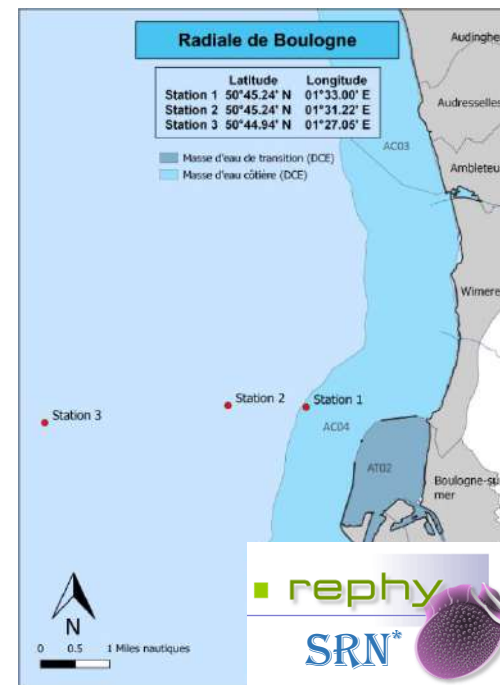 Radiale de Boulogne
Latitude Longitude
Station 1 50°45.24' N 01°33.00' E
Station 2 50°45.24' N 01°31.22' E
Station 3 50°44.94' N 01°27.05' E
Masse d'eau de transition (DCE)
Masse d'eau côtière (DCE)
Audinghe
Audresselles
AC03
Ambleteu
Wimere
Station 3
Station 2
Station 1
AC04
AT02
Boulogne-su
mer
N
0 0.5 1 Miles nautiques
rephy
SRN*